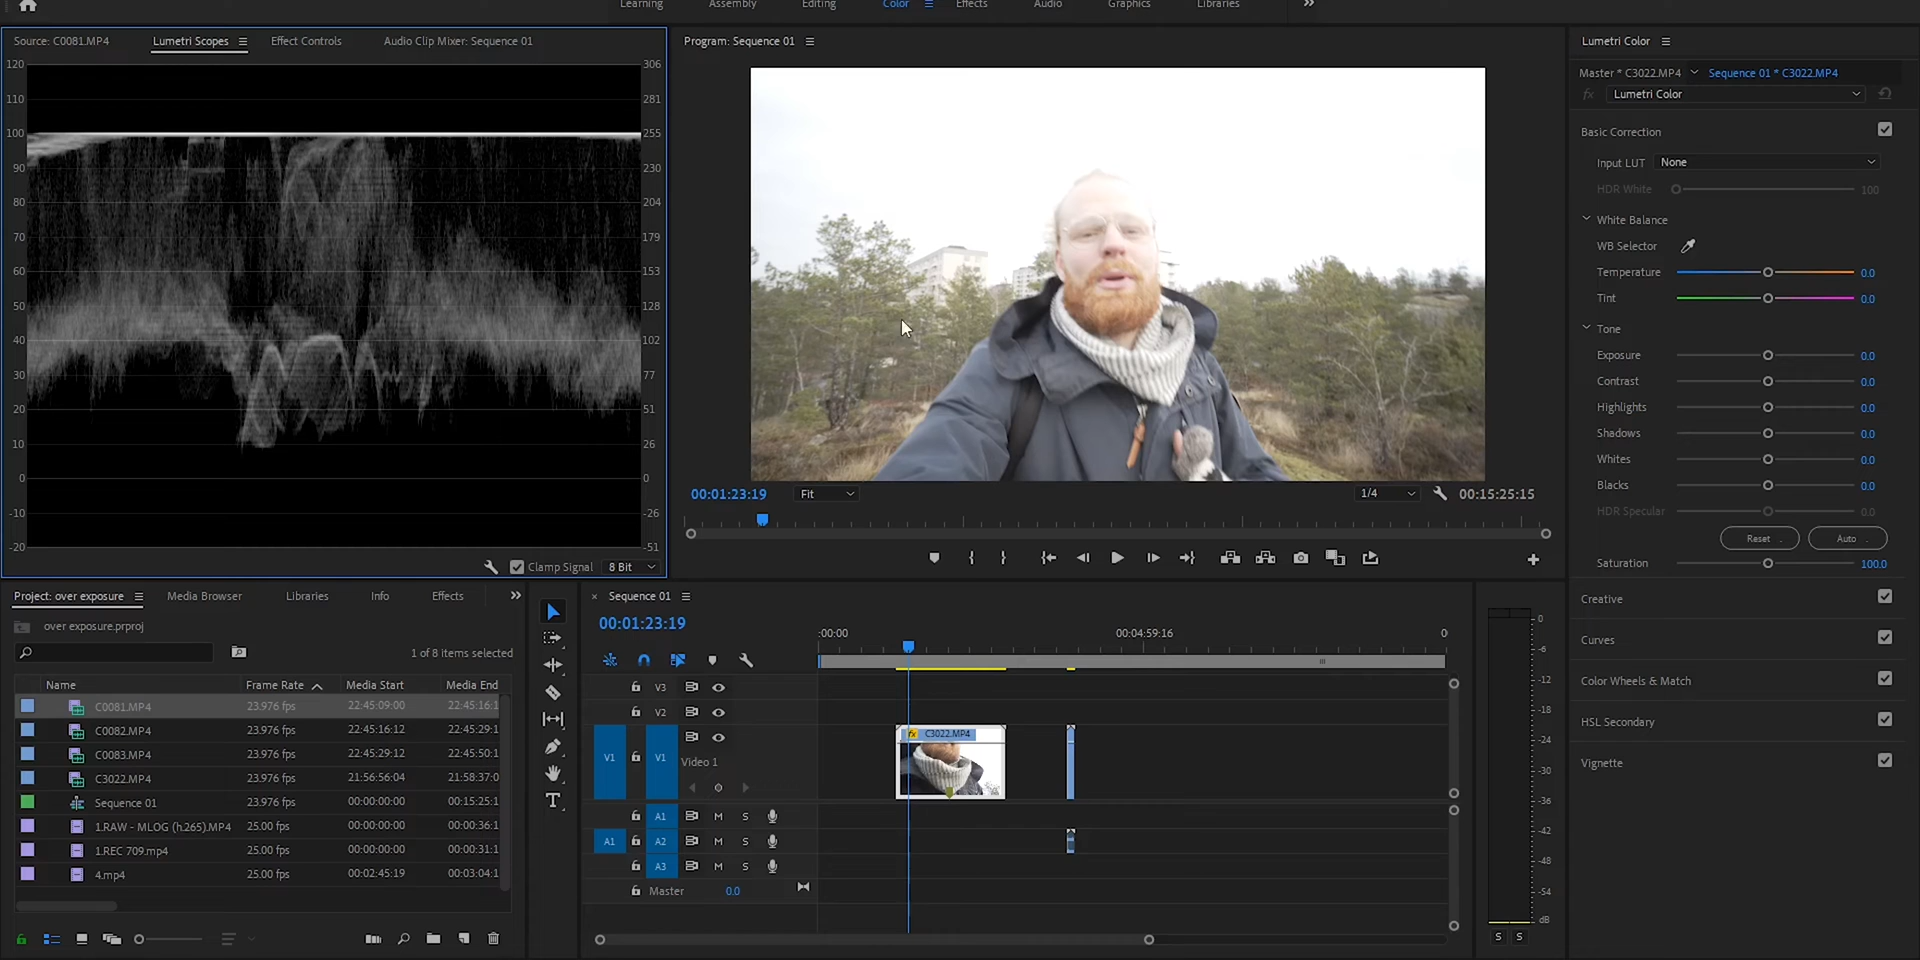 Learning Assembly Editing Color Effects Audio Graphics Libraries
Source: C0081.MP4 Lumetri Scopes Effect Controls Audio Clip Mixer: Sequence 01
120 306
110 281
100 255
90 230
80 204
70 179
60 153
50 128
40 102
30 77
20 51
10 26
0 0
-10 -26
-20 -51
Clamp Signal 8 Bit
Program: Sequence 01
00:01:23:19 Fit 1/4 00:15:25:15
Lumetri Color
Master * C3022.MP4 Sequence 01 * C3022.MP4
fx Lumetri Color
Basic Correction
Input LUT None
HDR White 100
White Balance
WB Selector
Temperature 0.0
Tint 0.0
Tone
Exposure 0.0
Contrast 0.0
Highlights 0.0
Shadows 0.0
Whites 0.0
Blacks 0.0
HDR Specular 0.0
Reset Auto
Saturation 100.0
Creative
Curves
Color Wheels & Match
HSL Secondary
Vignette
Project: over exposure Media Browser Libraries Info Effects
over exposure.prproj
1 of 8 items selected
Name Frame Rate Media Start Media End
C0081.MP4 23.976 fps 22:45:09:00 22:45:16:1
C0082.MP4 23.976 fps 22:45:16:12 22:45:29:1
C0083.MP4 23.976 fps 22:45:29:12 22:45:50:1
C3022.MP4 23.976 fps 21:56:56:04 21:58:37:0
Sequence 01 23.976 fps 00:00:00:00 00:15:25:1
1.RAW - MLOG (h.265).MP4 25.00 fps 00:00:00:00 00:00:36:1
1.REC 709.mp4 25.00 fps 00:00:00:00 00:00:31:1
4.mp4 25.00 fps 00:02:45:19 00:03:04:1
× Sequence 01
00:01:23:19
:00:00 00:04:59:16 0
V3
V2
V1 V1
Video 1
fx C3022.MP4
A1 M S
A1 A2 M S
A3 M S
Master 0.0
0
-6
-12
-18
-24
-30
-36
-42
-48
-54
dB
S S